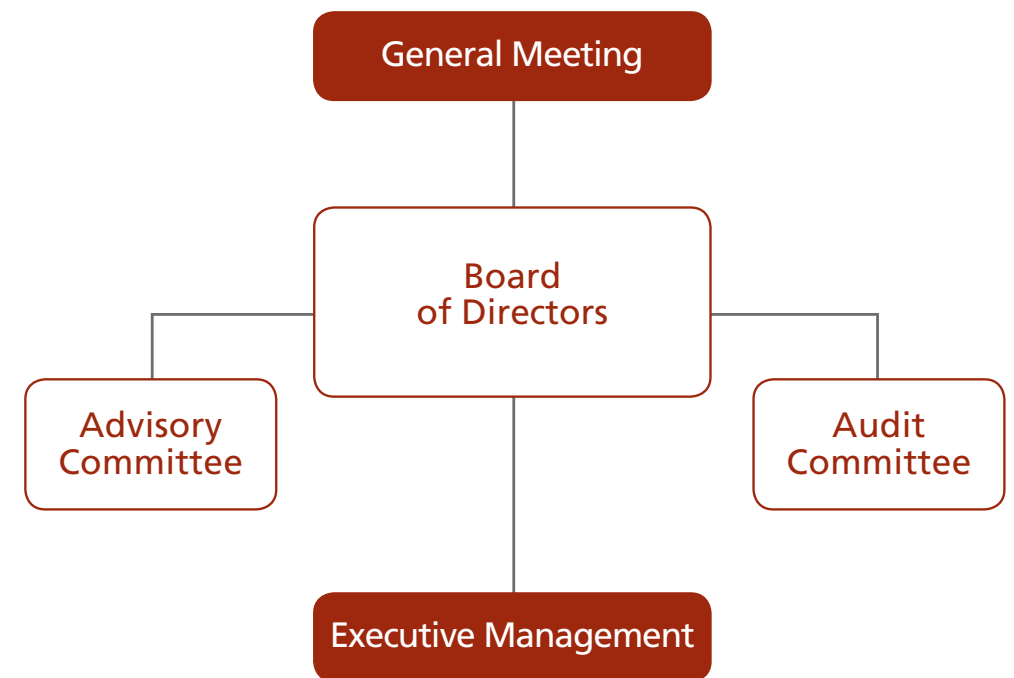 General Meeting
Board
of Directors
Advisory
Committee
Audit
Committee
Executive Management